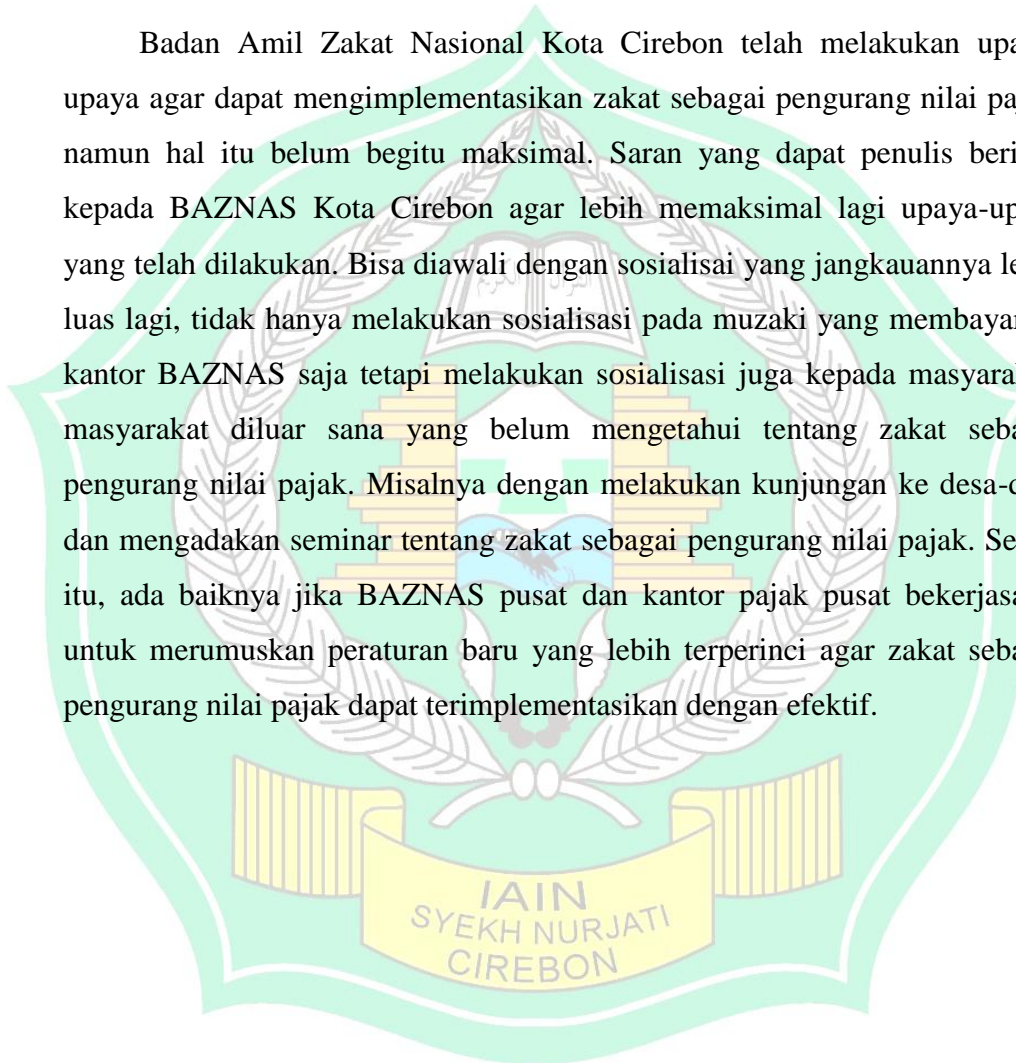 Badan Amil Zakat Nasional Kota Cirebon telah melakukan upa
upaya agar dapat mengimplementasikan zakat sebagai pengurang nilai paj
namun hal itu belum begitu maksimal. Saran yang dapat penulis beri
kepada BAZNAS Kota Cirebon agar lebih memaksimal lagi upaya-up
yang telah dilakukan. Bisa diawali dengan sosialisai yang jangkauannya le
luas lagi, tidak hanya melakukan sosialisasi pada muzaki yang membayar
kantor BAZNAS saja tetapi melakukan sosialisasi juga kepada masyarak
masyarakat diluar sana yang belum mengetahui tentang zakat seba
pengurang nilai pajak. Misalnya dengan melakukan kunjungan ke desa-d
dan mengadakan seminar tentang zakat sebagai pengurang nilai pajak. Se
itu, ada baiknya jika BAZNAS pusat dan kantor pajak pusat bekerjasa
untuk merumuskan peraturan baru yang lebih terperinci agar zakat seba
pengurang nilai pajak dapat terimplementasikan dengan efektif.
IAIN
SYEKH NURJATI
CIREBON